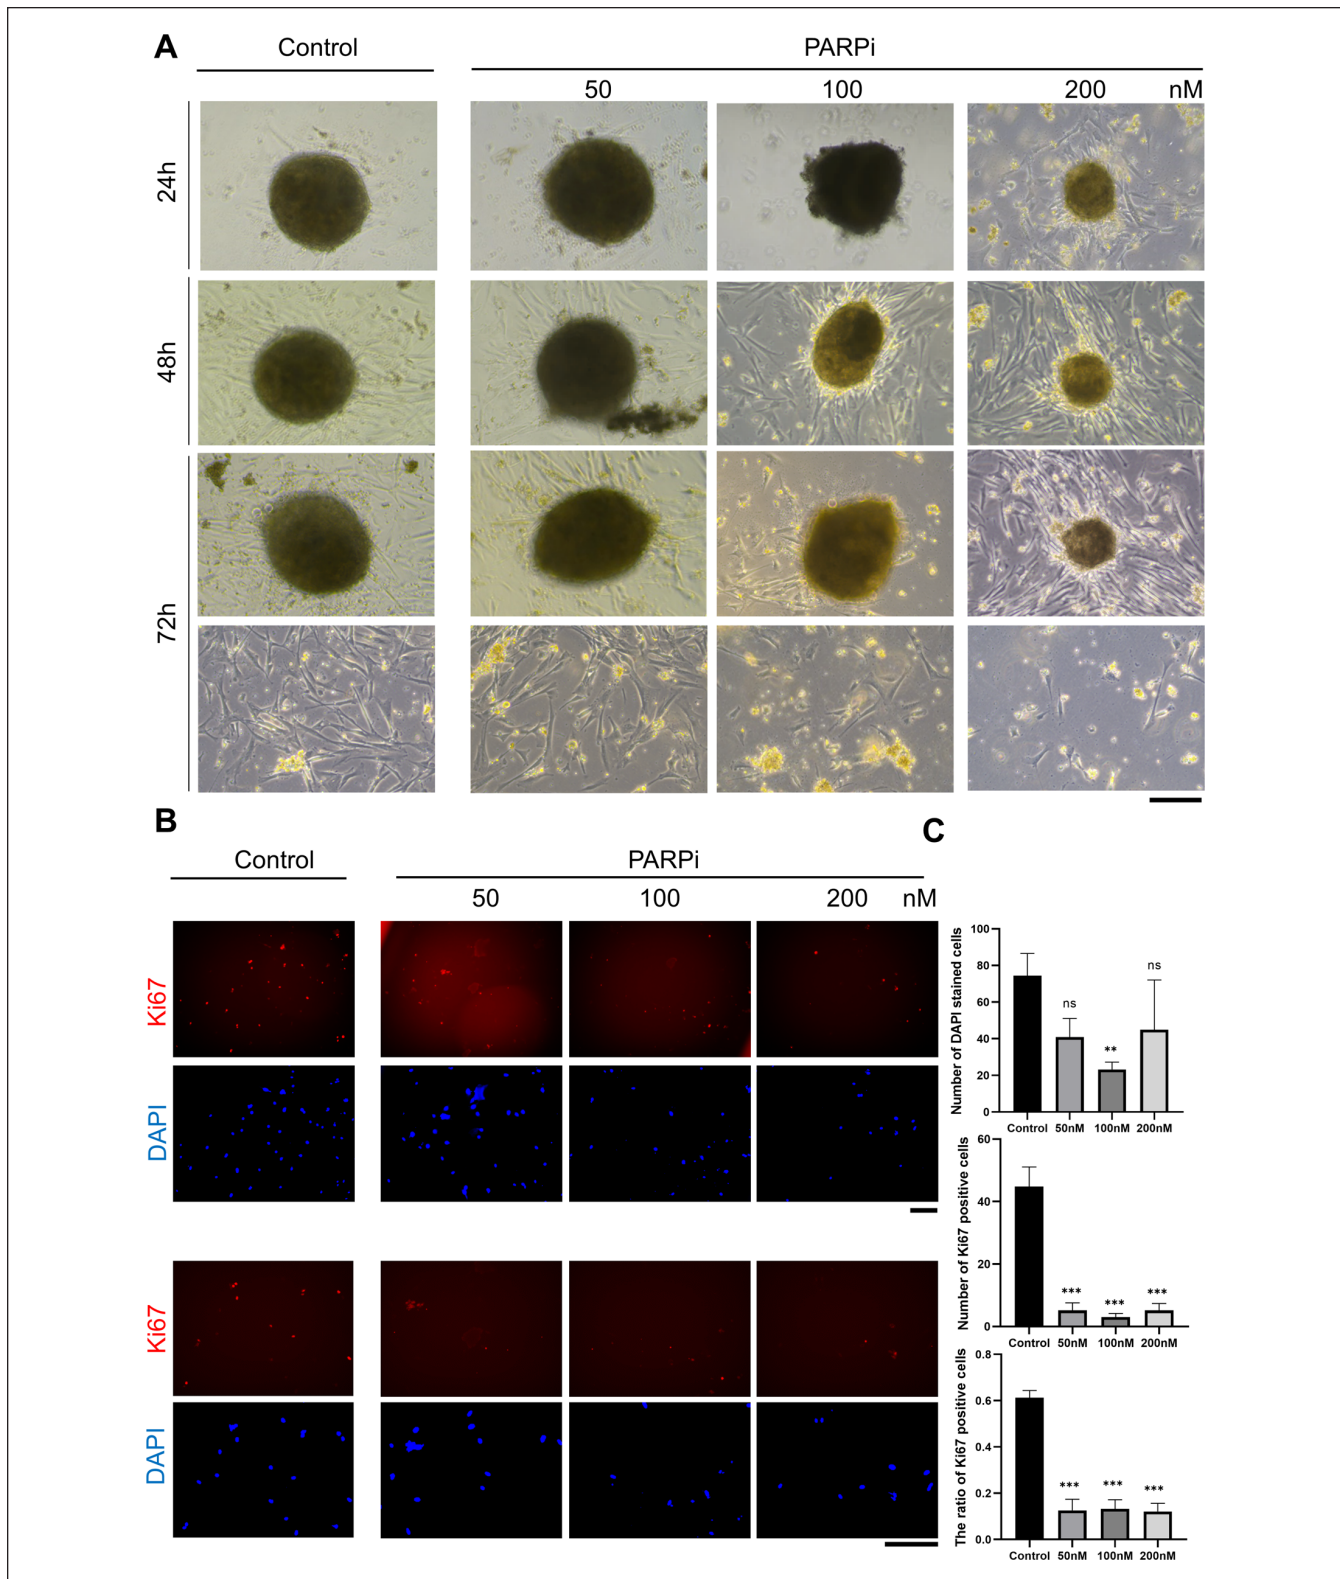 A
Control
PARPi
50
100
200
nM
24h
48h
72h
B
C
Control
PARPi
50
100
200
nM
Ki67
DAPI
Ki67
DAPI
Number of DAPI stained cells
100
80
60
40
20
0
ns
**
ns
Control 50nM 100nM 200nM
Number of Ki67 positive cells
60
40
20
0
***
***
***
Control 50nM 100nM 200nM
The ratio of Ki67 positive cells
0.8
0.6
0.4
0.2
0.0
***
***
***
Control 50nM 100nM 200nM